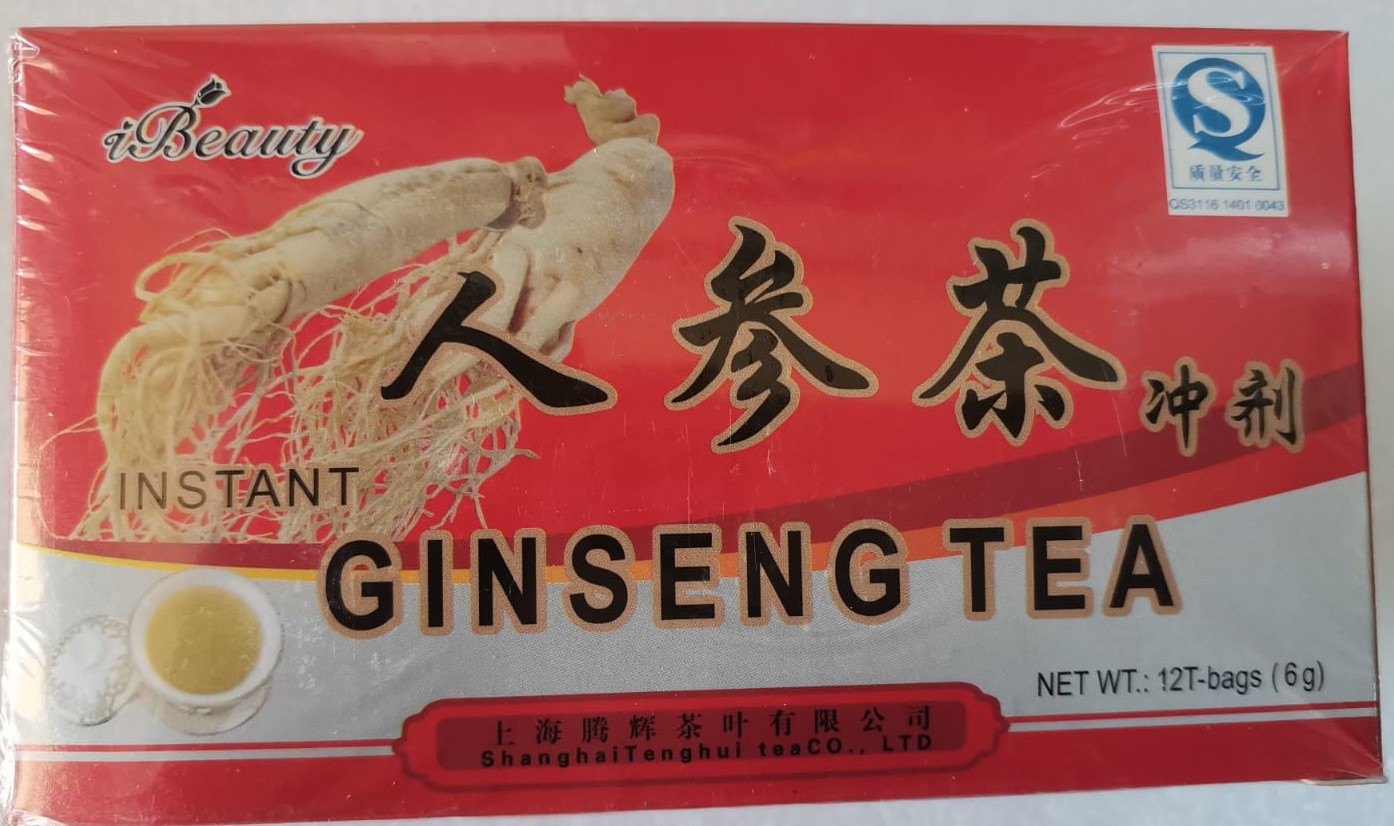 iBeauty
S
质量安全
QS3116 1401 0043
人参茶
冲剂
INSTANT
GINSENG TEA
NET WT.: 12T-bags (6g)
上海腾辉茶叶有限公司
ShanghaiTenghui teaCO., LTD